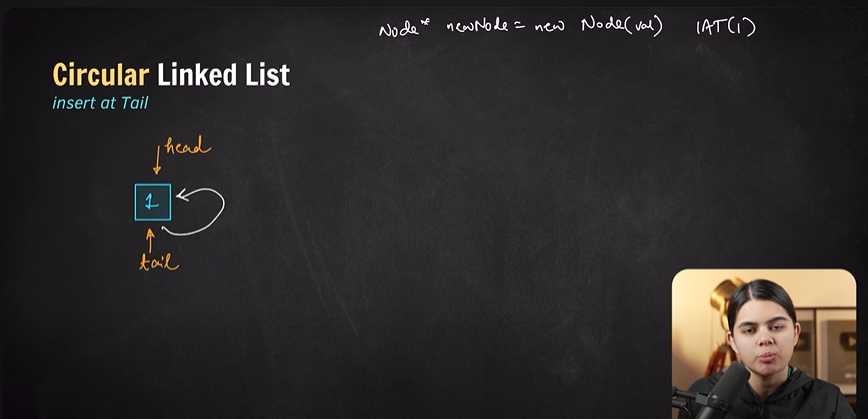 Node* newNode = new Node(val) IAT(1)
Circular Linked List
insert at Tail
head
1
tail